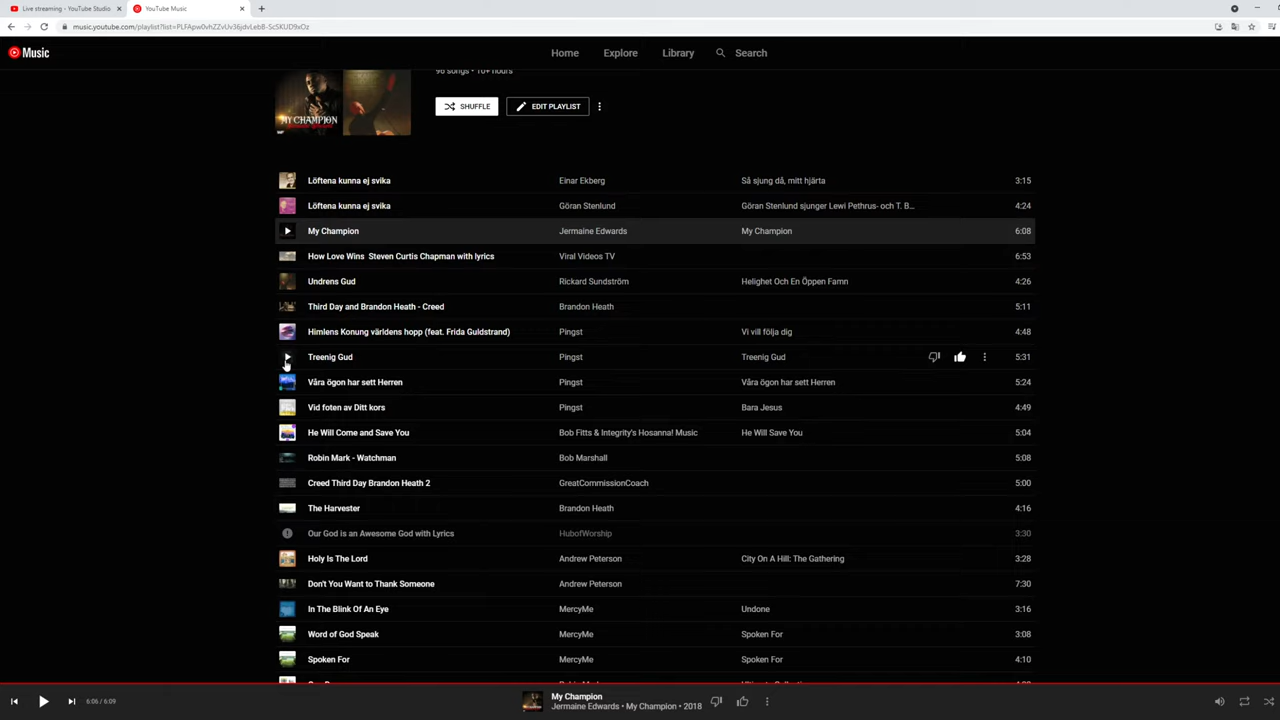 Live streaming - YouTube Studio
YouTube Music
music.youtube.com/playlist?list=
Music
Home Explore Library Search
96 songs • 10+ hours
MY CHAMPION
SHUFFLE EDIT PLAYLIST
Löftena kunna ej svika Einar Ekberg Så sjung då, mitt hjärta 3:15
Löftena kunna ej svika Göran Stenlund Göran Stenlund sjunger Lewi Pethrus- och T. B... 4:24
My Champion Jermaine Edwards My Champion 6:08
How Love Wins Steven Curtis Chapman with lyrics Viral Videos TV 6:53
Undrens Gud Rickard Sundström Helighet Och En Öppen Famn 4:26
Third Day and Brandon Heath - Creed Brandon Heath 5:11
Himlens Konung världens hopp (feat. Frida Guldstrand) Pingst Vi vill följa dig 4:48
Treenig Gud Pingst Treenig Gud 5:31
Våra ögon har sett Herren Pingst Våra ögon har sett Herren 5:24
Vid foten av Ditt kors Pingst Bara Jesus 4:49
He Will Come and Save You Bob Fitts & Integrity's Hosanna! Music He Will Save You 5:04
Robin Mark - Watchman Bob Marshall 5:08
Creed Third Day Brandon Heath 2 GreatCommissionCoach 5:00
The Harvester Brandon Heath 4:16
Our God is an Awesome God with Lyrics HubofWorship 3:30
Holy Is The Lord Andrew Peterson City On A Hill: The Gathering 3:28
Don't You Want to Thank Someone Andrew Peterson 7:30
In The Blink Of An Eye MercyMe Undone 3:16
Word of God Speak MercyMe Spoken For 3:08
Spoken For MercyMe Spoken For 4:10
6:06 / 6:09
My Champion
Jermaine Edwards • My Champion • 2018